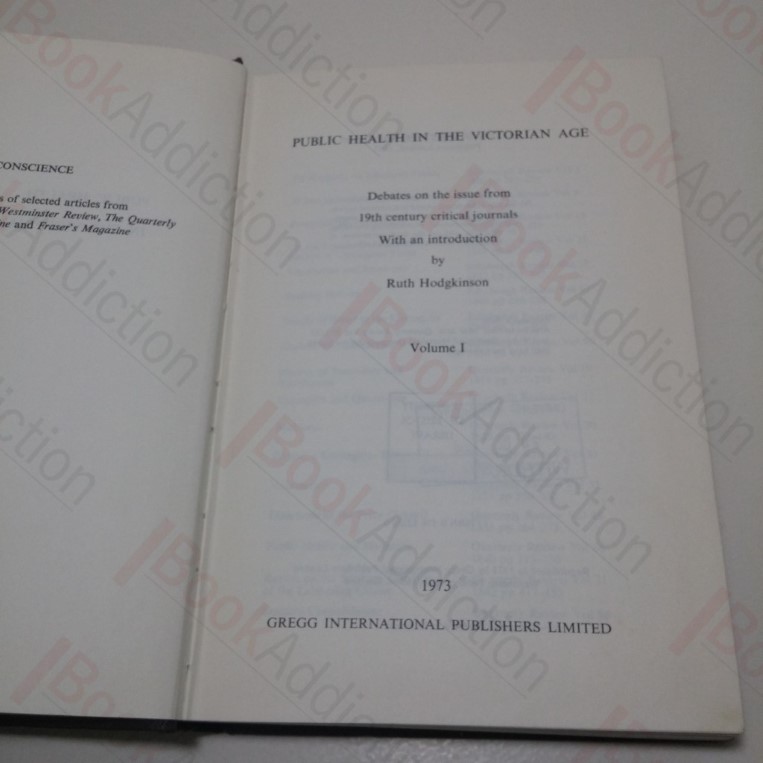 CONSCIENCE
s of selected articles from
Westminster Review, The Quarterly
ne and Fraser's Magazine
PUBLIC HEALTH IN THE VICTORIAN AGE
Debates on the issue from
19th century critical journals
With an introduction
by
Ruth Hodgkinson
Volume I
1973
GREGG INTERNATIONAL PUBLISHERS LIMITED
BookAddiction